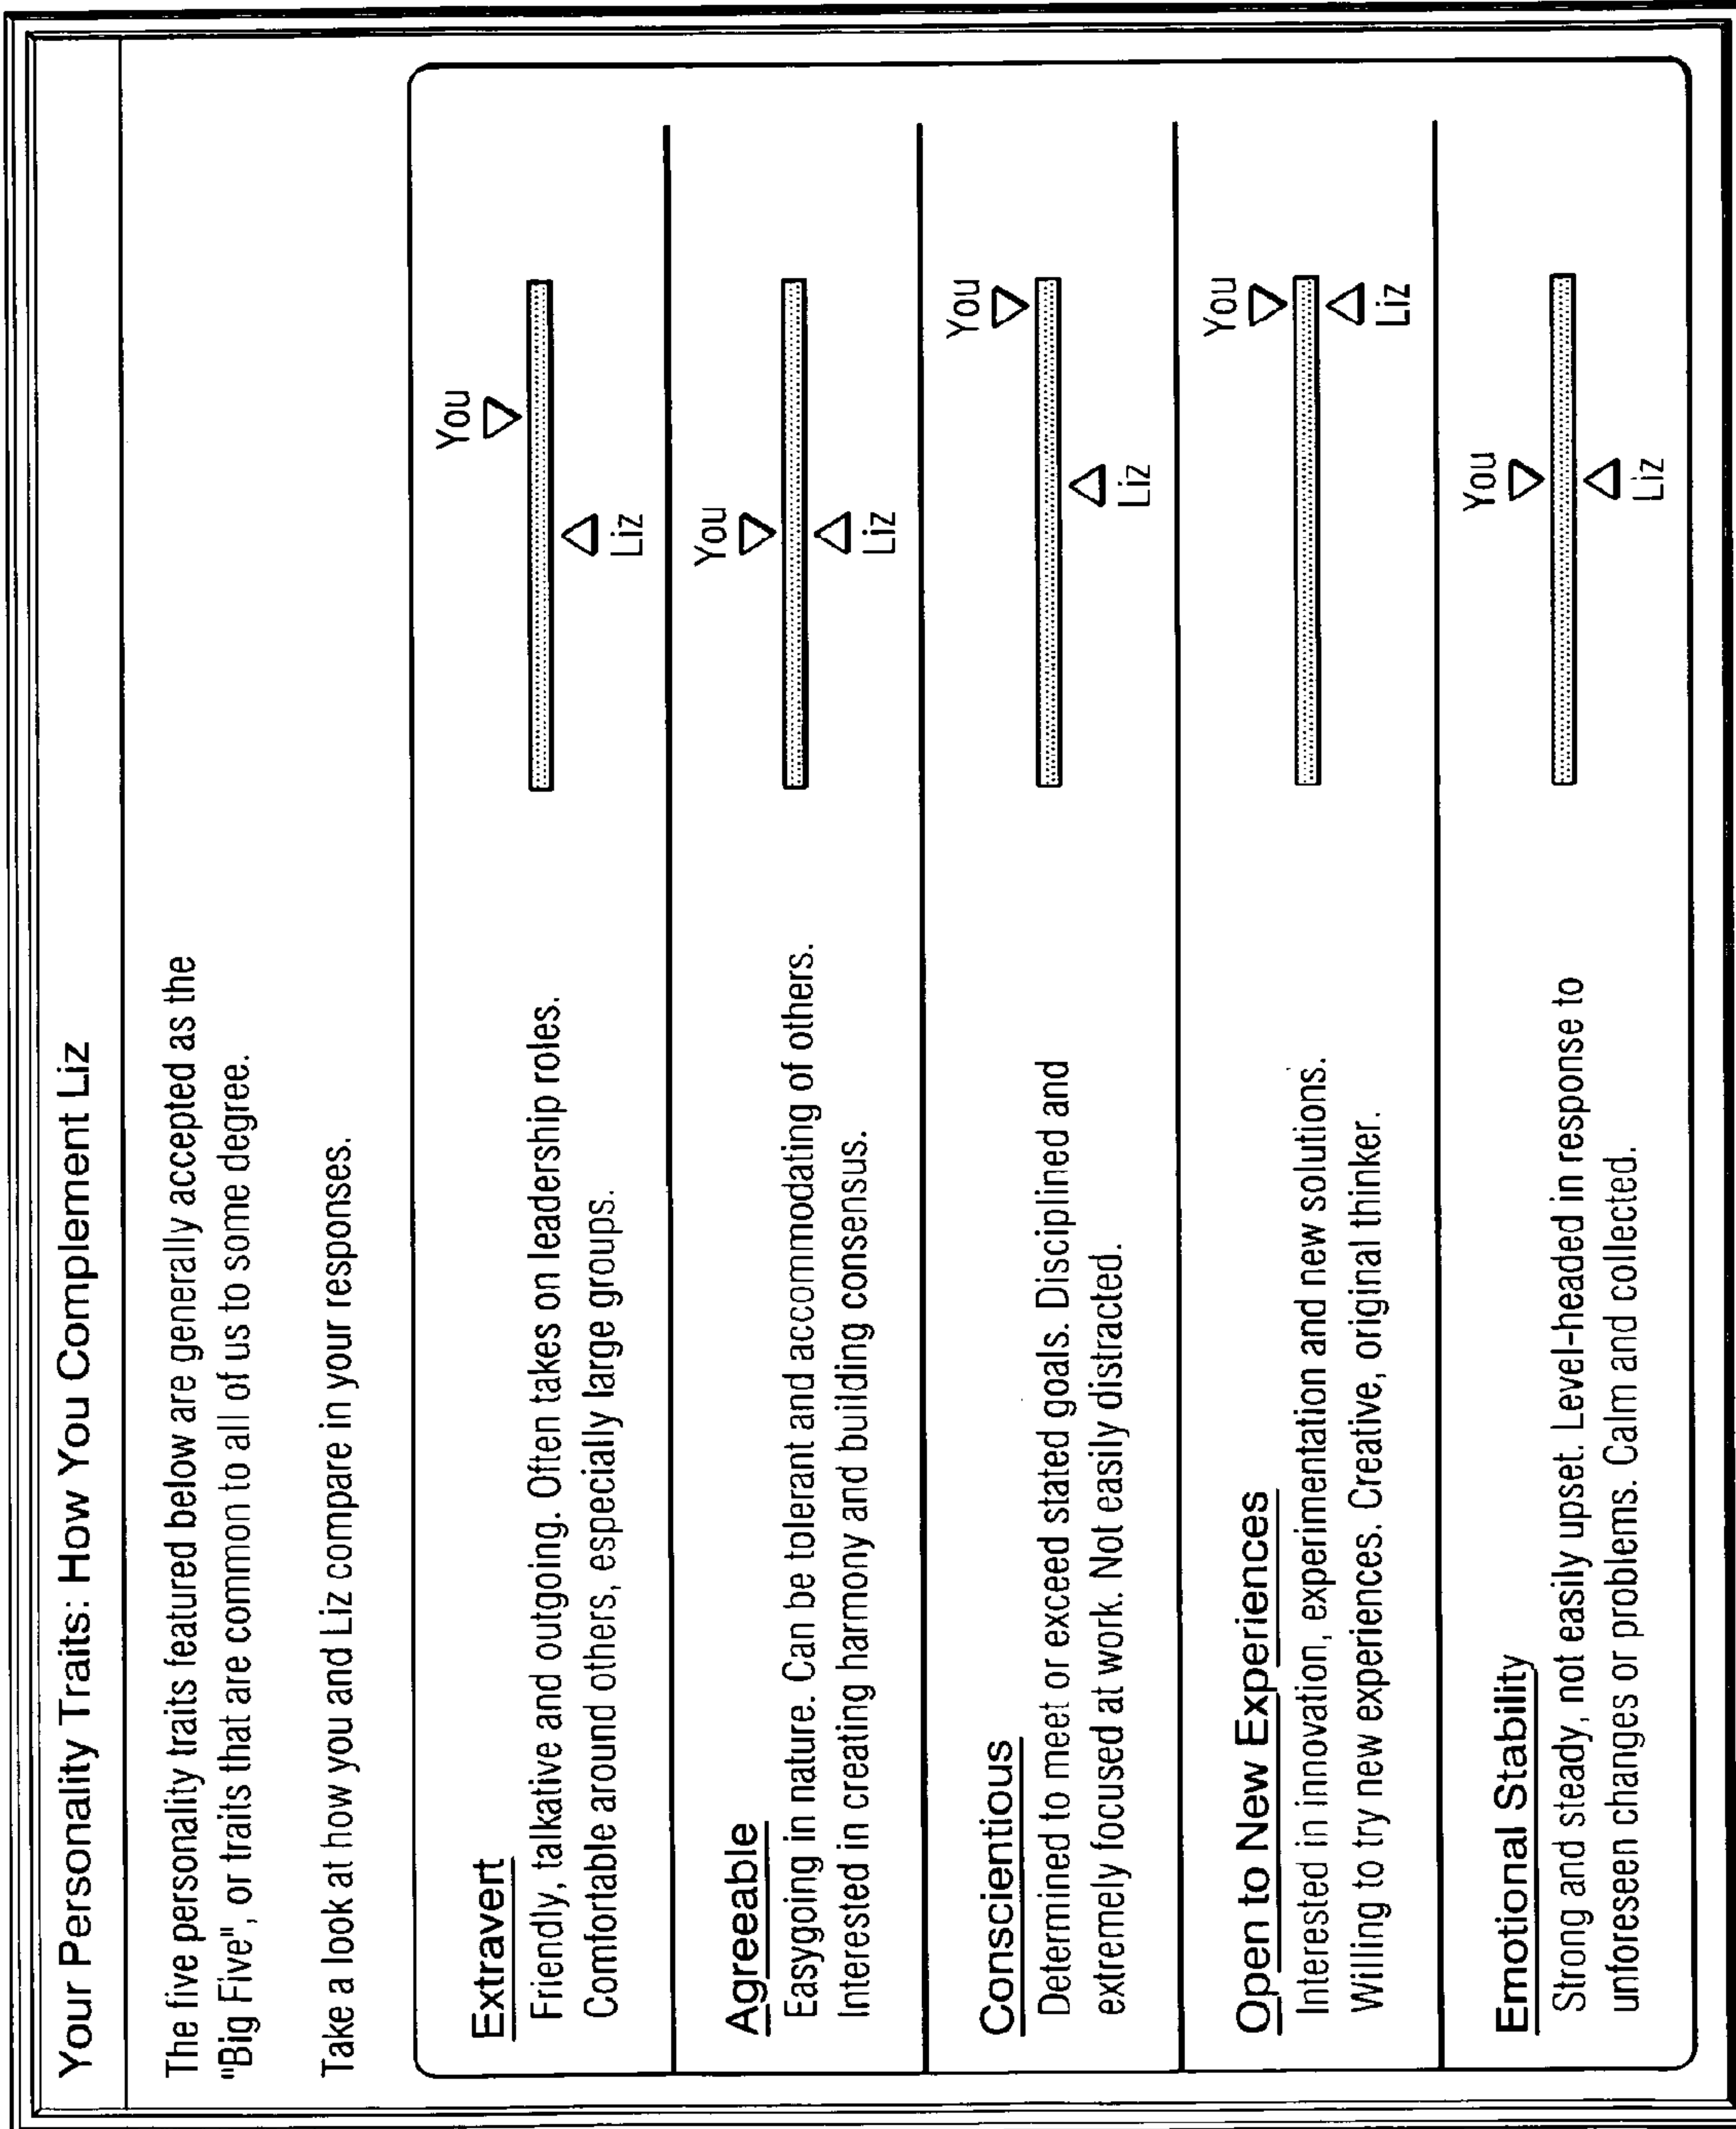 Your Personality Traits: How You Complement Liz
The five personality traits featured below are generally accepted as the
"Big Five", or traits that are common to all of us to some degree.
Take a look at how you and Liz compare in your responses.
Extravert
Friendly, talkative and outgoing. Often takes on leadership roles.
Comfortable around others, especially large groups.
You
Liz
Agreeable
Easygoing in nature. Can be tolerant and accommodating of others.
Interested in creating harmony and building consensus.
You
Liz
Conscientious
Determined to meet or exceed stated goals. Disciplined and
extremely focused at work. Not easily distracted.
You
Liz
Open to New Experiences
Interested in innovation, experimentation and new solutions.
Willing to try new experiences. Creative, original thinker.
You
Liz
Emotional Stability
Strong and steady, not easily upset. Level-headed in response to
unforeseen changes or problems. Calm and collected.
You
Liz